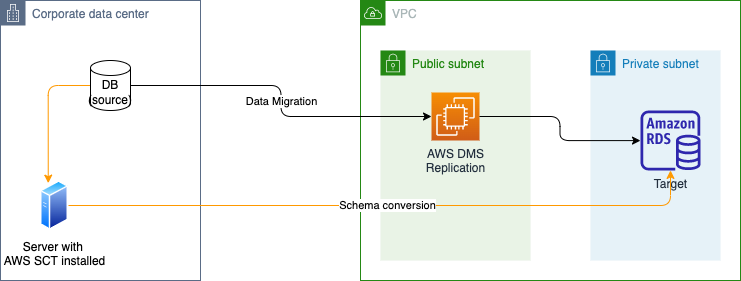 Corporate data center
VPC
Public subnet
Private subnet
DB
(source)
Data Migration
Amazon
RDS
AWS DMS
Replication
Target
Schema conversion
Server with
AWS SCT installed